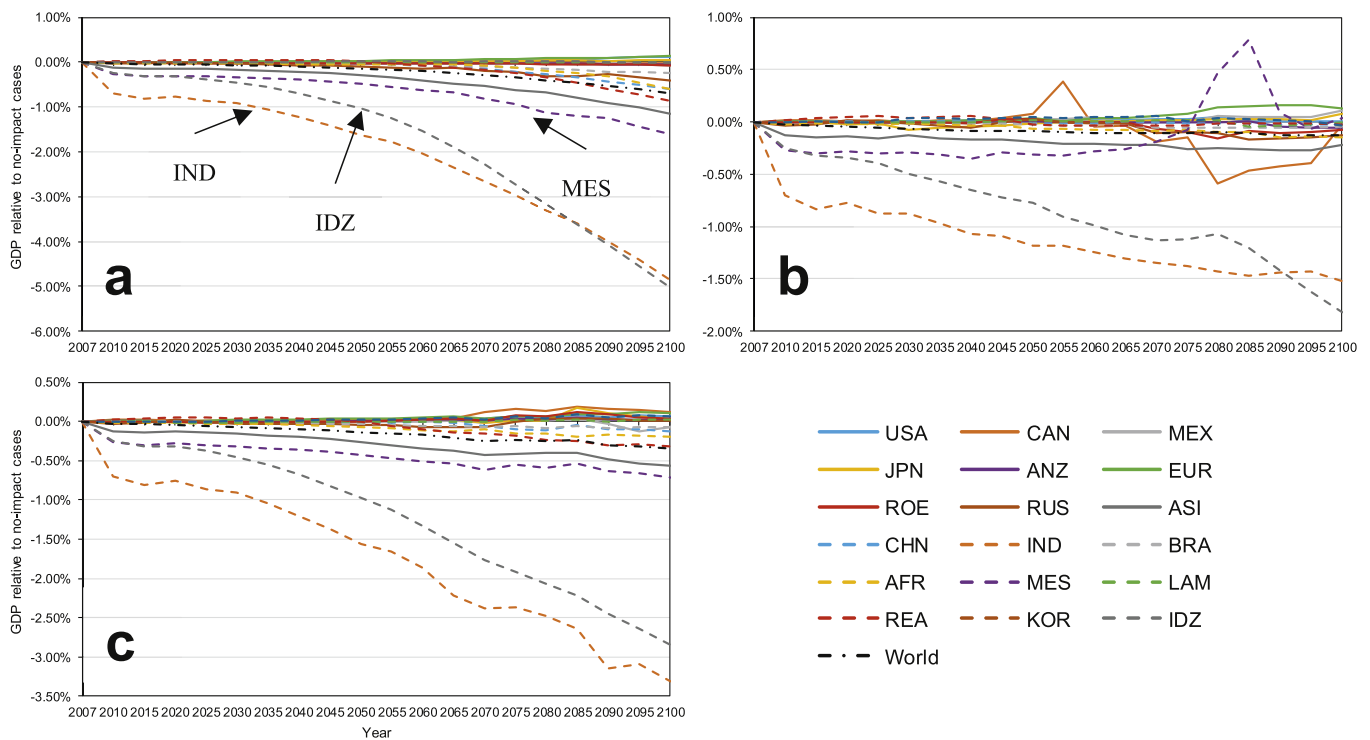 1.00%
0.00%
-1.00%
-2.00%
-3.00%
-4.00%
-5.00%
-6.00%
GDP relative to no-impact cases
IND
IDZ
MES
a
2007 2010 2015 2020 2025 2030 2035 2040 2045 2050 2055 2060 2065 2070 2075 2080 2085 2090 2095 2100
1.00%
0.50%
0.00%
-0.50%
-1.00%
-1.50%
-2.00%
b
2007 2010 2015 2020 2025 2030 2035 2040 2045 2050 2055 2060 2065 2070 2075 2080 2085 2090 2095 2100
0.50%
0.00%
-0.50%
-1.00%
-1.50%
-2.00%
-2.50%
-3.00%
-3.50%
GDP relative to no-impact cases
c
2007 2010 2015 2020 2025 2030 2035 2040 2045 2050 2055 2060 2065 2070 2075 2080 2085 2090 2095 2100
Year
USA CAN MEX
JPN ANZ EUR
ROE RUS ASI
CHN IND BRA
AFR MES LAM
REA KOR IDZ
World